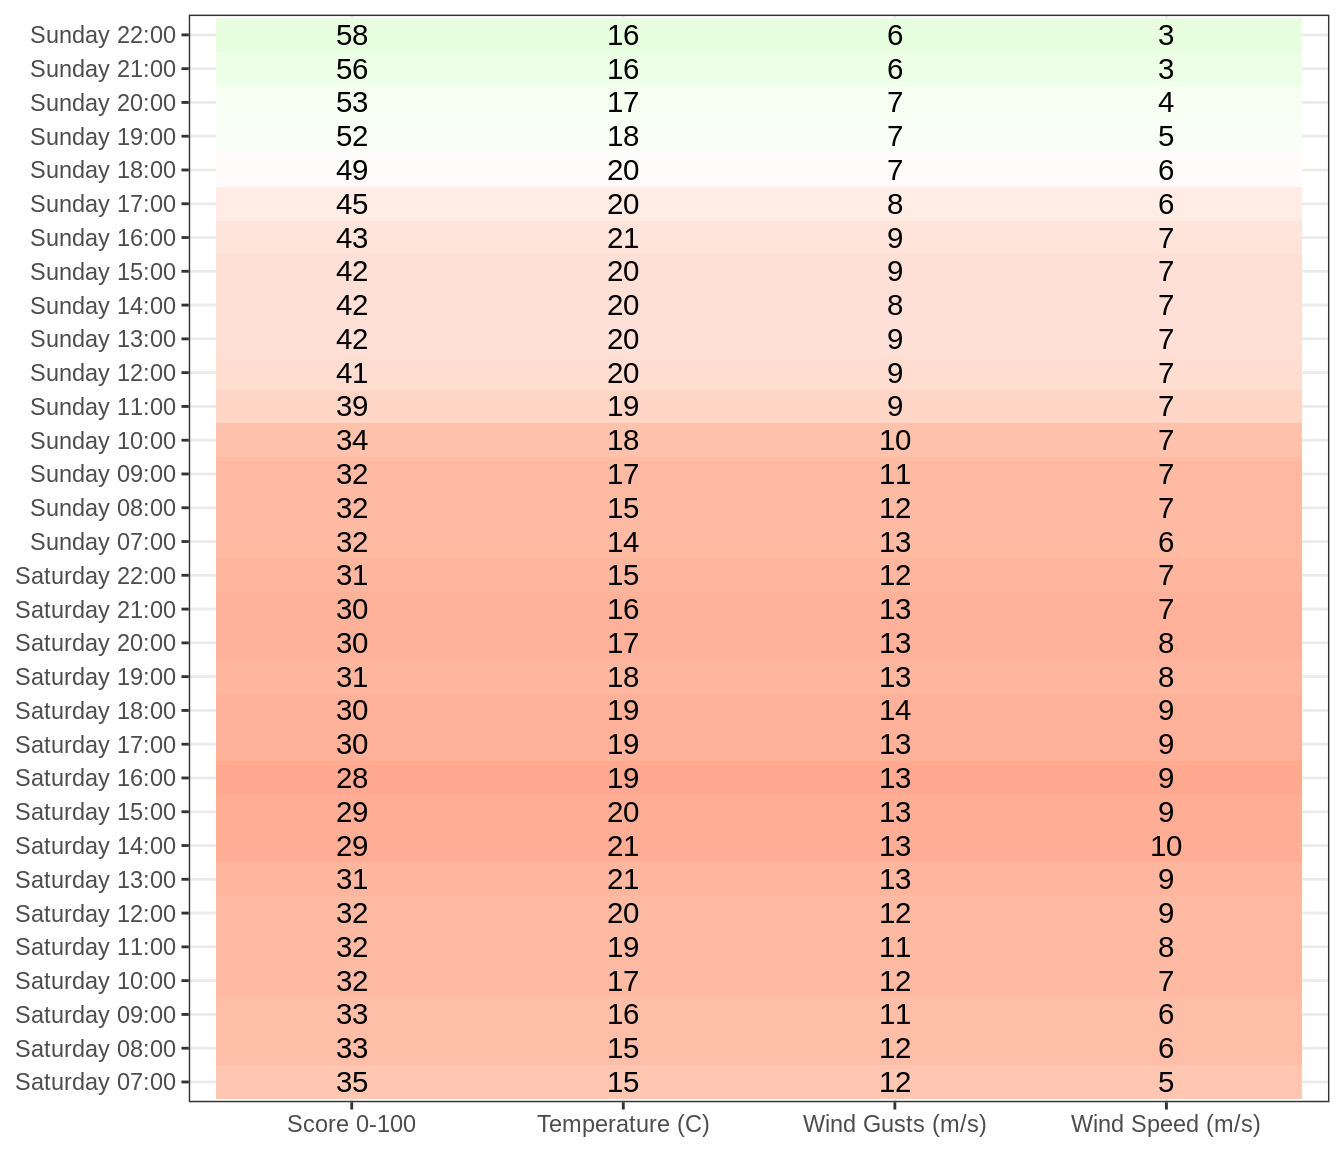 Sunday 22:00 58 16 6 3
Sunday 21:00 56 16 6 3
Sunday 20:00 53 17 7 4
Sunday 19:00 52 18 7 5
Sunday 18:00 49 20 7 6
Sunday 17:00 45 20 8 6
Sunday 16:00 43 21 9 7
Sunday 15:00 42 20 9 7
Sunday 14:00 42 20 8 7
Sunday 13:00 42 20 9 7
Sunday 12:00 41 20 9 7
Sunday 11:00 39 19 9 7
Sunday 10:00 34 18 10 7
Sunday 09:00 32 17 11 7
Sunday 08:00 32 15 12 7
Sunday 07:00 32 14 13 6
Saturday 22:00 31 15 12 7
Saturday 21:00 30 16 13 7
Saturday 20:00 30 17 13 8
Saturday 19:00 31 18 13 8
Saturday 18:00 30 19 14 9
Saturday 17:00 30 19 13 9
Saturday 16:00 28 19 13 9
Saturday 15:00 29 20 13 9
Saturday 14:00 29 21 13 10
Saturday 13:00 31 21 13 9
Saturday 12:00 32 20 12 9
Saturday 11:00 32 19 11 8
Saturday 10:00 32 17 12 7
Saturday 09:00 33 16 11 6
Saturday 08:00 33 15 12 6
Saturday 07:00 35 15 12 5
Score 0-100 Temperature (C) Wind Gusts (m/s) Wind Speed (m/s)